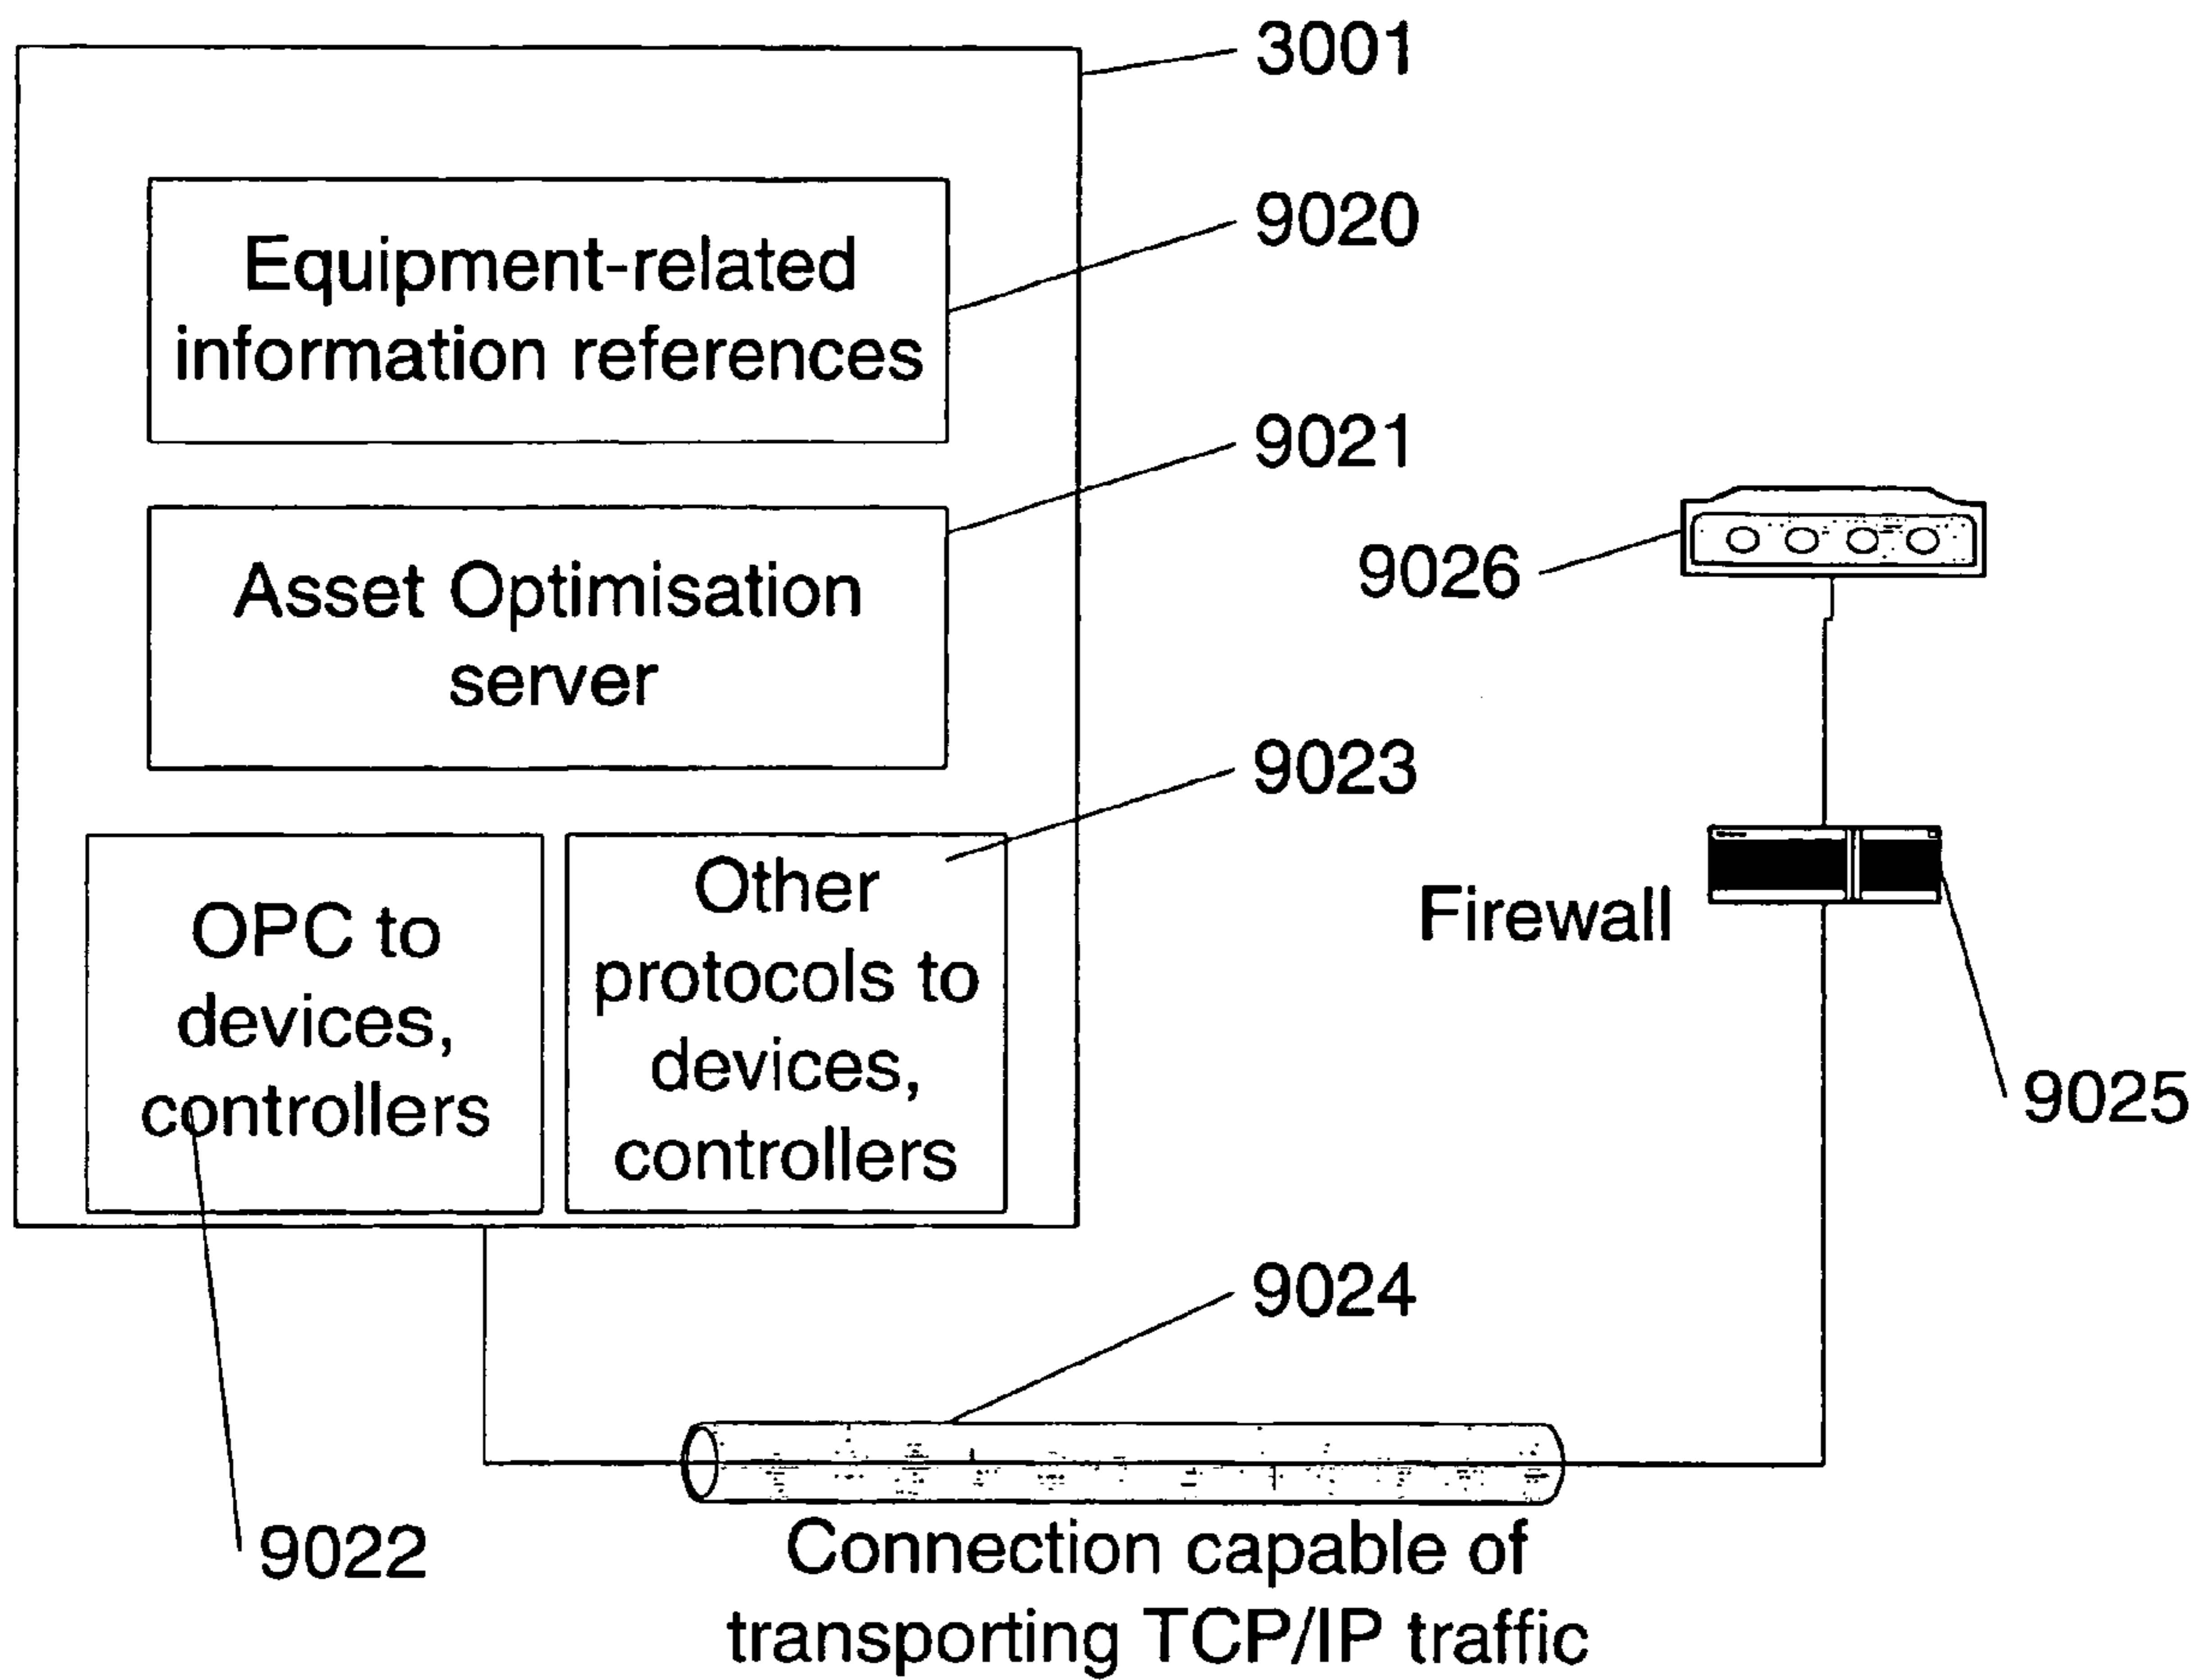 3001
Equipment-related
information references
9020
Asset Optimisation
server
9021
9026
OPC to
devices,
controllers
Other
protocols to
devices,
controllers
9023
Firewall
9025
9024
9022
Connection capable of
transporting TCP/IP traffic